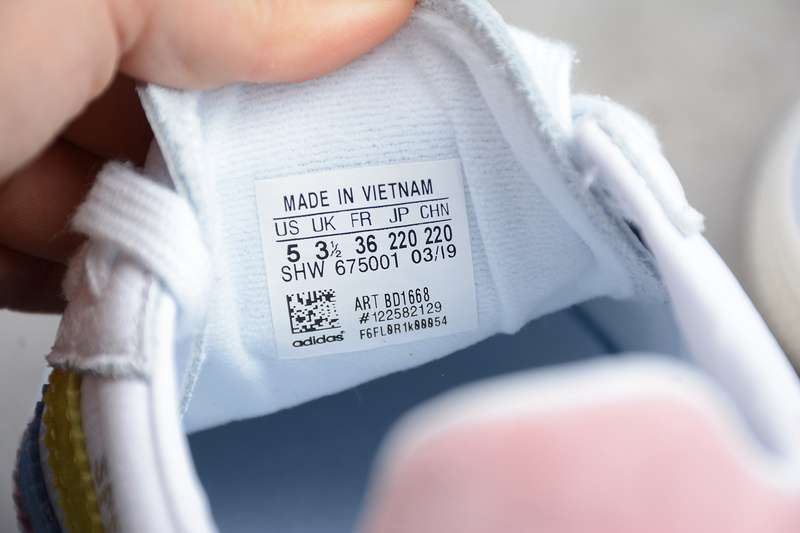 MADE IN VIETNAM
US UK FR JP CHN
5 3½ 36 220 220
SHW 675001 03/19
ART BD1668
#122582129
F6FL0R1k00054
adidas